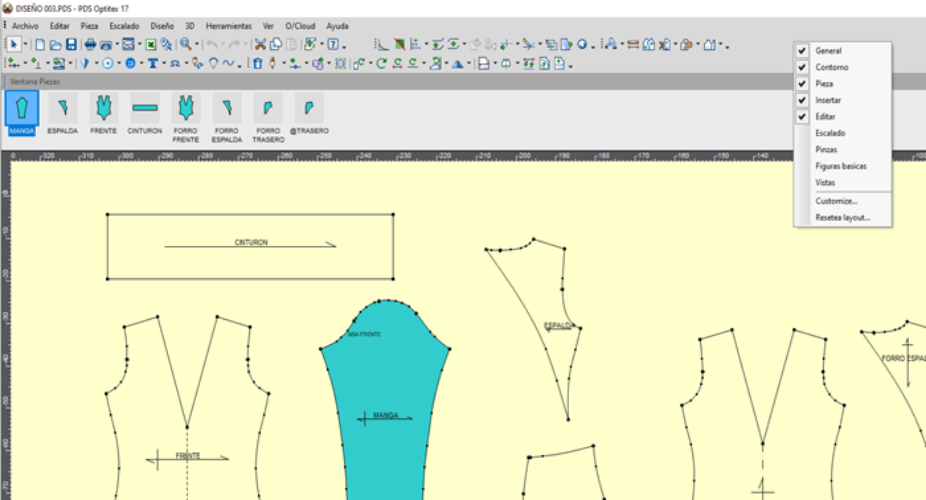 DISEÑO 003.PDS - PDS Optitex 17
Archivo Editar Pieza Escalado Diseño 3D Herramientas Ver O/Cloud Ayuda
Ventana Piezas
MANGA ESPALDA FRENTE CINTURON FORRO FRENTE FORRO ESPALDA FORRO TRASERO @TRASERO
General
Contorno
Pieza
Insertar
Editar
Escalado
Pinzas
Figuras basicas
Vistas
Customize...
Resetea layout...
0 -320 -310 -300 -290 -280 -270 -260 -250 -240 -230 -220 -210 -200 -190 -180 -170 -160 -150 -140
CINTURON
SISA FRENTE
ESPALDA
FORRO ESPAL
MANGA
FRENTE